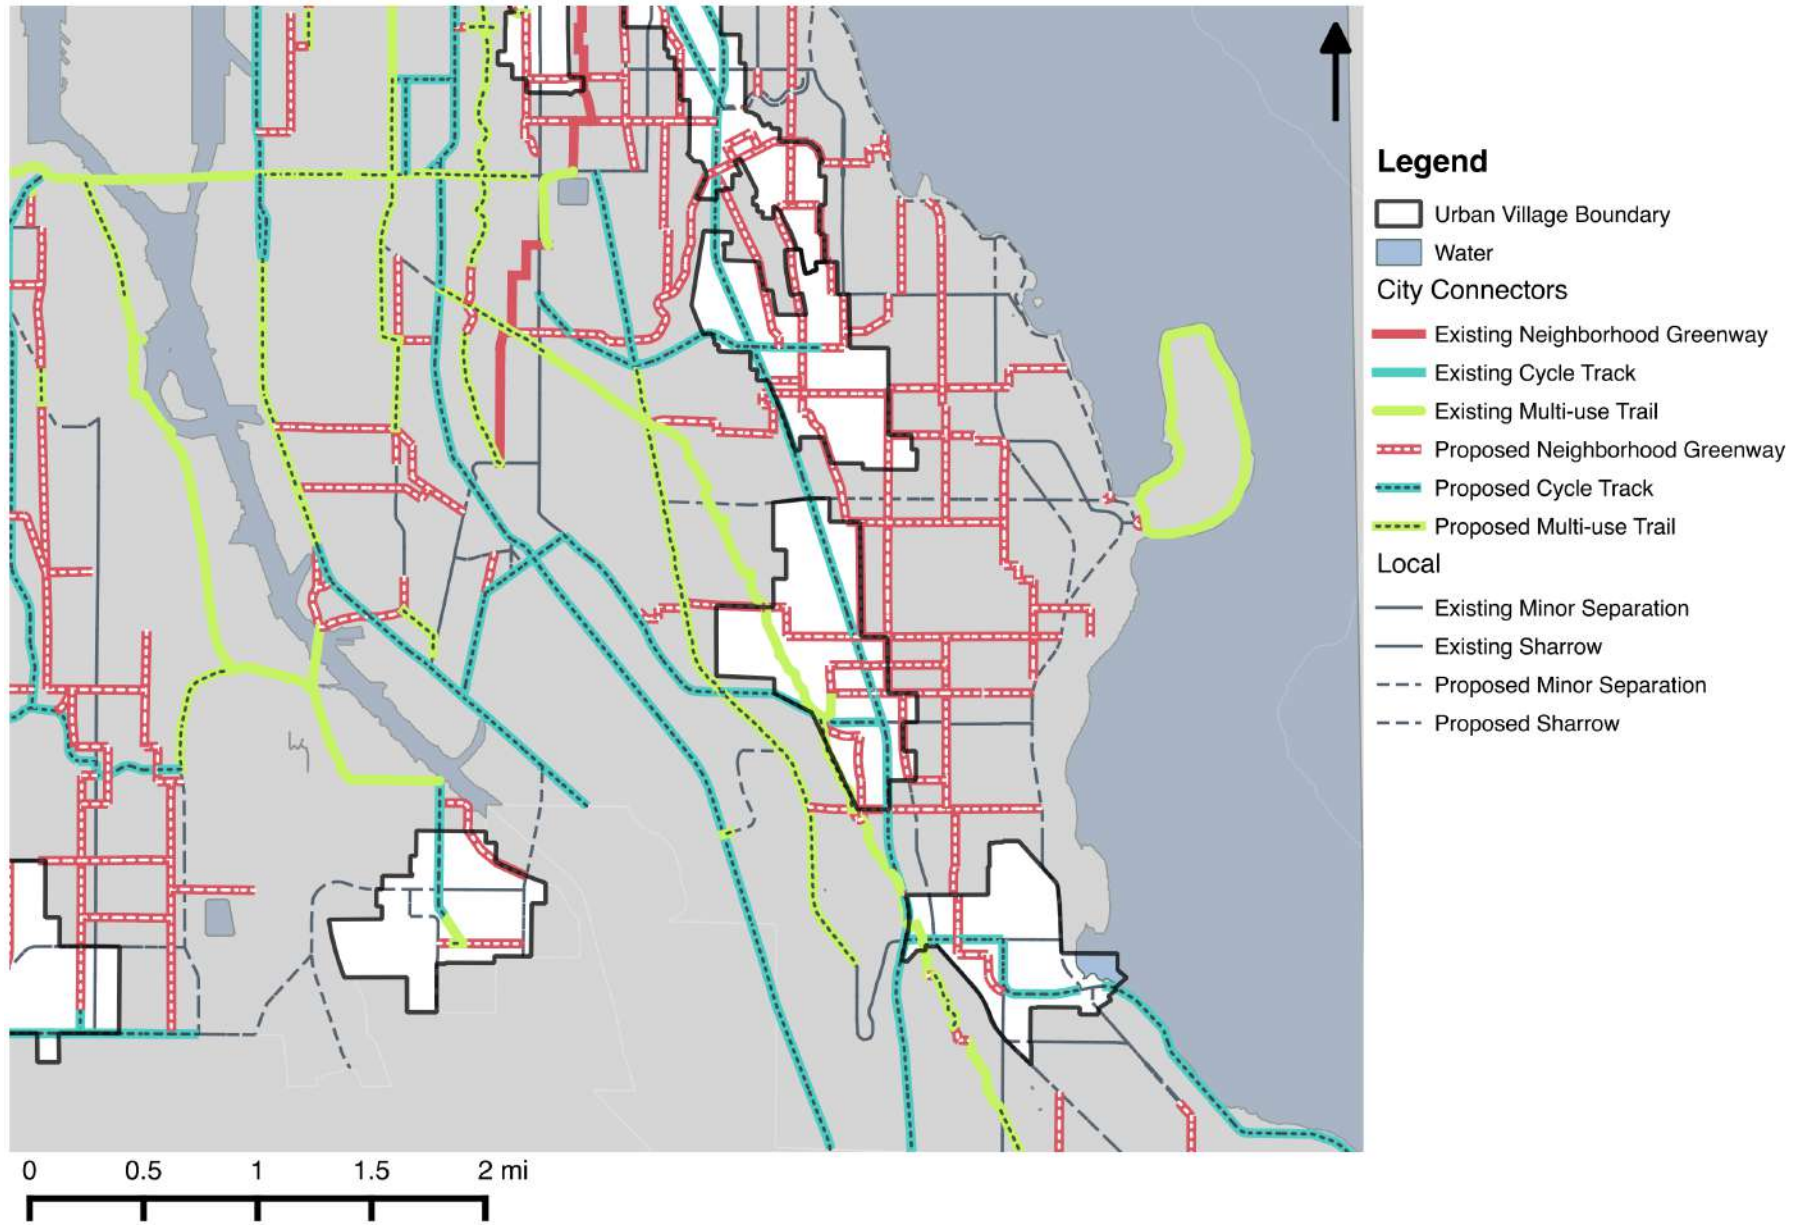 Legend
Urban Village Boundary
Water
City Connectors
Existing Neighborhood Greenway
Existing Cycle Track
Existing Multi-use Trail
Proposed Neighborhood Greenway
Proposed Cycle Track
Proposed Multi-use Trail
Local
Existing Minor Separation
Existing Sharrow
Proposed Minor Separation
Proposed Sharrow
0 0.5 1 1.5 2 mi